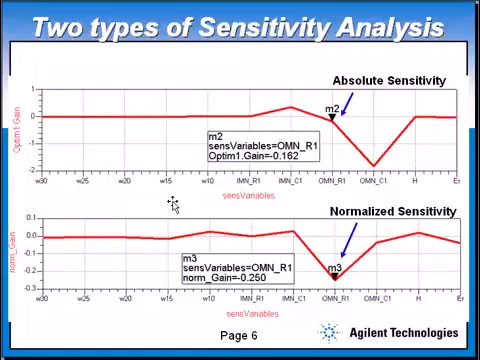 Two types of Sensitivity Analysis
Absolute Sensitivity
Optim1.Gain
1
0
-1
-2
m2
m2
sensVariables=OMN_R1
Optim1.Gain=-0.162
w30 w25 w20 w15 w10 IMN_R1 IMN_C1 OMN_R1 OMN_C1 H Er
sensVariables
Normalized Sensitivity
norm_Gain
0.1
0.0
-0.1
-0.2
-0.3
m3
m3
sensVariables=OMN_R1
norm_Gain=-0.250
w30 w25 w20 w15 w10 IMN_R1 IMN_C1 OMN_R1 OMN_C1 H Er
sensVariables
Page 6
Agilent Technologies